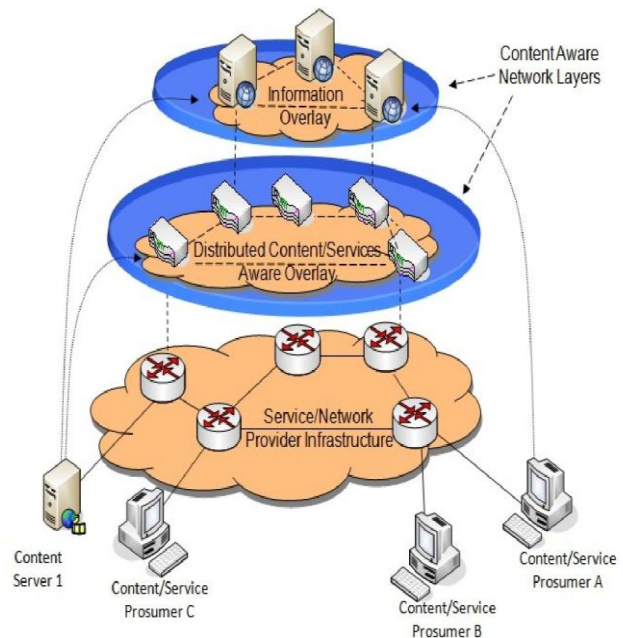 Content Aware
Network Layers
Information
Overlay
Distributed Content/Services
Aware Overlay
Service/Network
Provider Infrastructure
Content
Server 1
Content/Service
Prosumer C
Content/Service
Prosumer B
Content/Service
Prosumer A